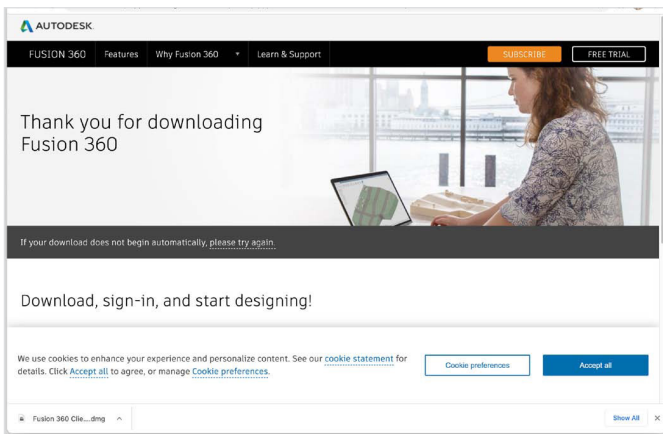 AUTODESK
FUSION 360 Features Why Fusion 360 Learn & Support SUBSCRIBE FREE TRIAL
Thank you for downloading
Fusion 360
If your download does not begin automatically, please try again.
Download, sign-in, and start designing!
We use cookies to enhance your experience and personalize content. See our cookie statement for
details. Click Accept all to agree, or manage Cookie preferences.
Cookie preferences
Accept all
Fusion 360 Clie....dmg
Show All